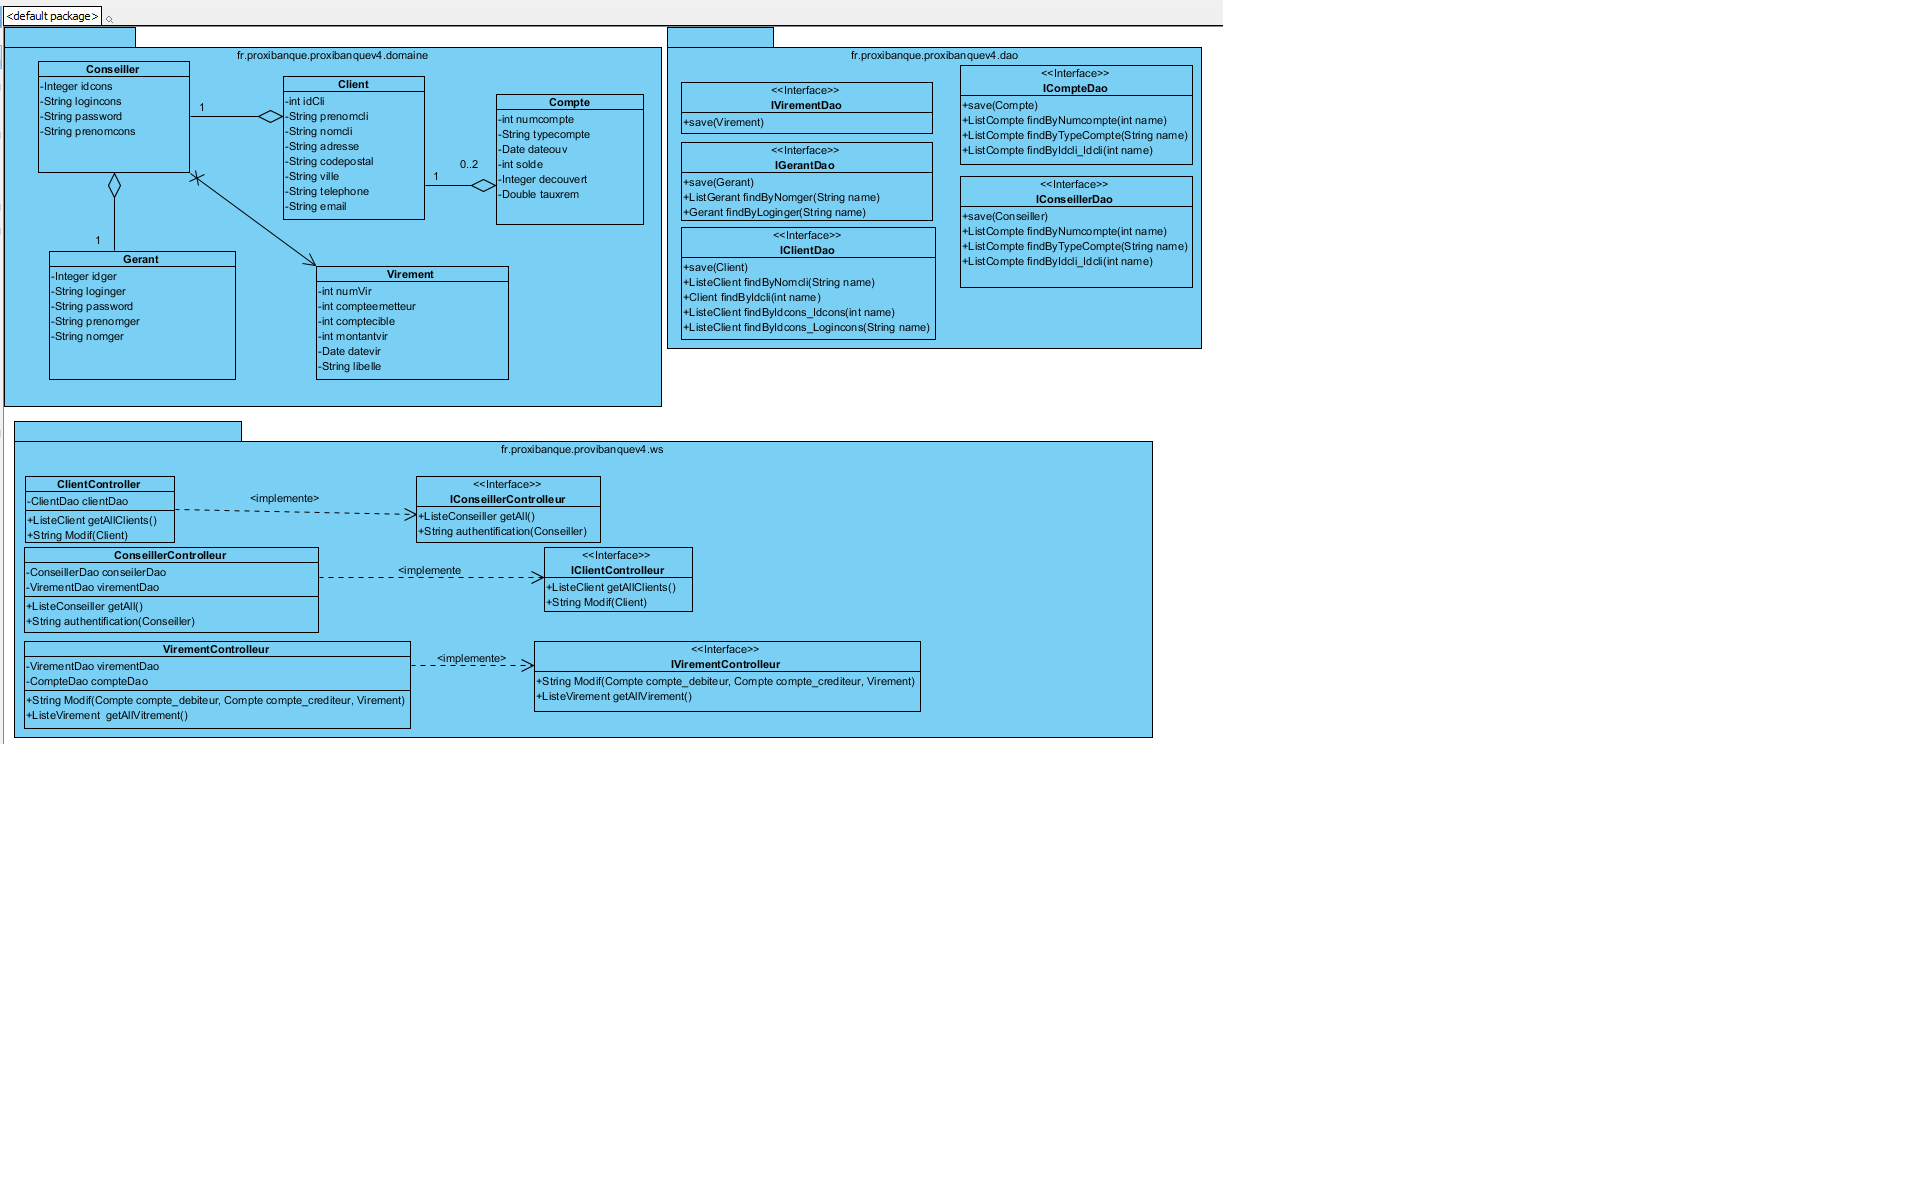 <default package>
fr.proxibanque.proxibanquev4.domaine
Conseiller
-Integer idcons
-String logincons
-String password
-String prenomcons
1
Client
-int idCli
-String prenomcli
-String nomcli
-String adresse
-String codepostal
-String ville
-String telephone
-String email
1
0..2
Compte
-int numcompte
-String typecompte
-Date dateouv
-int solde
-Integer decouvert
-Double tauxrem
1
Gerant
-Integer idger
-String loginger
-String password
-String prenomger
-String nomger
Virement
-int numVir
-int compteemetteur
-int comptecible
-int montantvir
-Date datevir
-String libelle
fr.proxibanque.proxibanquev4.dao
<<Interface>>
IVirementDao
+save(Virement)
<<Interface>>
IGerantDao
+save(Gerant)
+ListGerant findByNomger(String name)
+Gerant findByLoginger(String name)
<<Interface>>
IClientDao
+save(Client)
+ListeClient findByNomcli(String name)
+Client findByIdcli(int name)
+ListeClient findByIdcons_Idcons(int name)
+ListeClient findByIdcons_Logincons(String name)
<<Interface>>
ICompteDao
+save(Compte)
+ListCompte findByNumcompte(int name)
+ListCompte findByTypeCompte(String name)
+ListCompte findByIdcli_Idcli(int name)
<<Interface>>
IConseillerDao
+save(Conseiller)
+ListCompte findByNumcompte(int name)
+ListCompte findByTypeCompte(String name)
+ListCompte findByIdcli_Idcli(int name)
fr.proxibanque.provibanquev4.ws
ClientController
-ClientDao clientDao
+ListeClient getAllClients()
+String Modif(Client)
<implemente>
<<Interface>>
IConseillerControlleur
+ListeConseiller getAll()
+String authentification(Conseiller)
ConseillerControlleur
-ConseillerDao conseilerDao
-VirementDao virementDao
+ListeConseiller getAll()
+String authentification(Conseiller)
<implemente
<<Interface>>
IClientControlleur
+ListeClient getAllClients()
+String Modif(Client)
VirementControlleur
-VirementDao virementDao
-CompteDao compteDao
+String Modif(Compte compte_debiteur, Compte compte_crediteur, Virement)
+ListeVirement  getAllVitrement()
<implemente>
<<Interface>>
IVirementControlleur
+String Modif(Compte compte_debiteur, Compte compte_crediteur, Virement)
+ListeVirement getAllVirement()